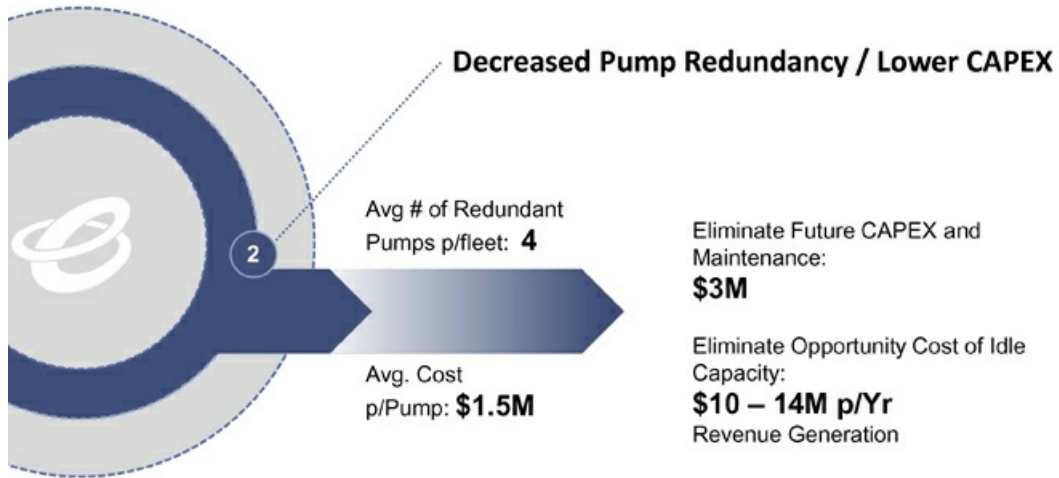 Decreased Pump Redundancy / Lower CAPEX
2
Avg # of Redundant
Pumps p/fleet: 4
Avg. Cost
p/Pump: $1.5M
Eliminate Future CAPEX and
Maintenance:
$3M
Eliminate Opportunity Cost of Idle
Capacity:
$10 – 14M p/Yr
Revenue Generation